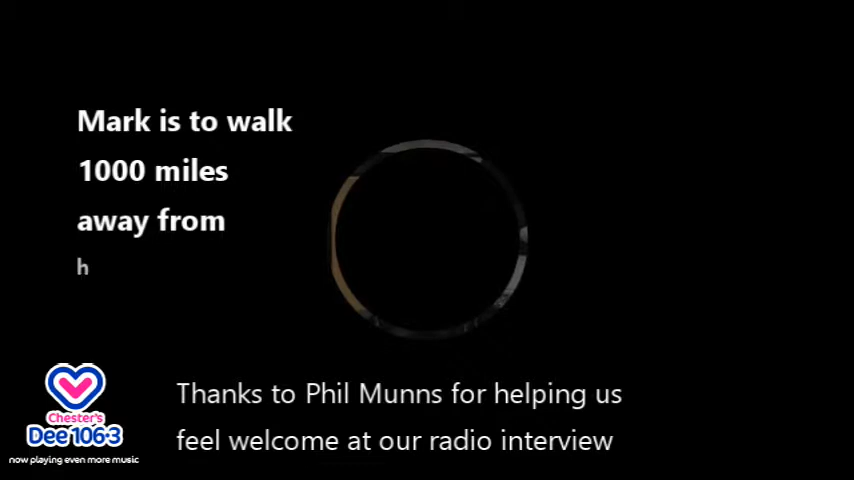 Mark is to walk
1000 miles
away from
h
Thanks to Phil Munns for helping us
feel welcome at our radio interview
Chester's
Dee 106.3
now playing even more music